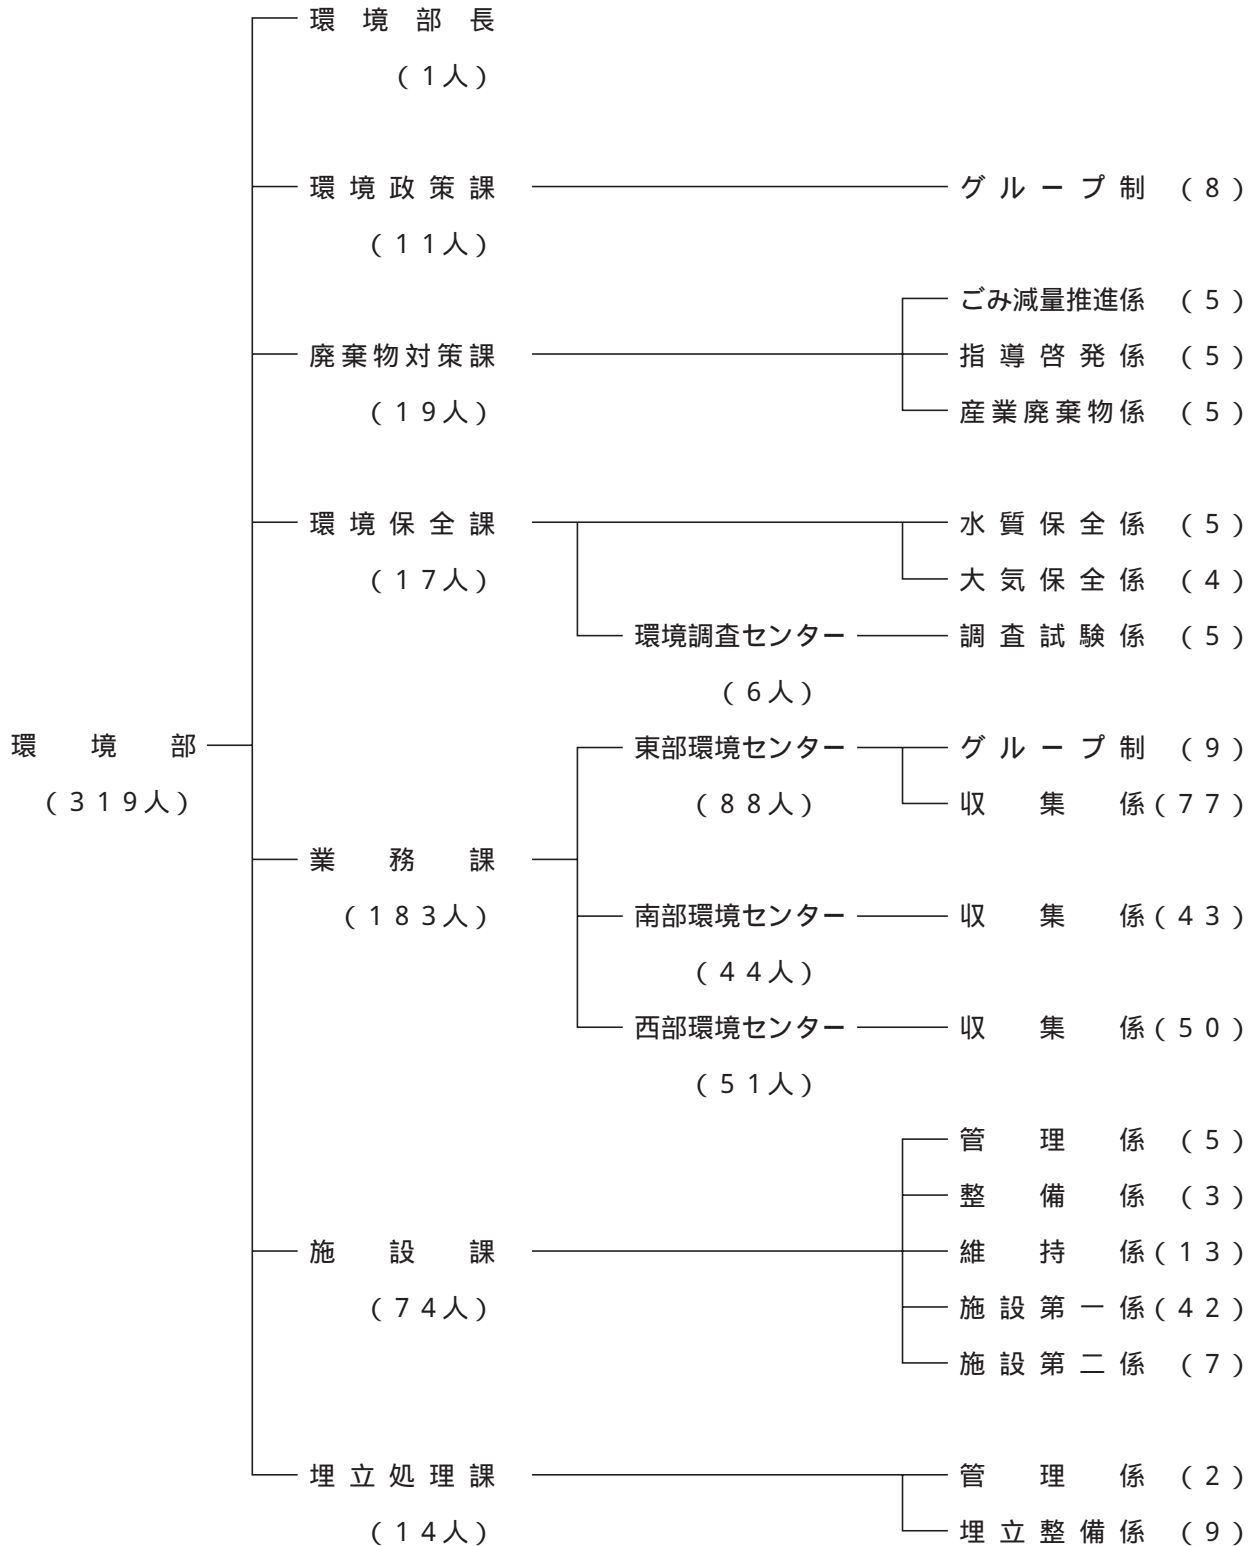 環境部長
(1人)
環境政策課 グループ制 (8)
(11人)
ごみ減量推進係 (5)
廃棄物対策課 指導啓発係 (5)
(19人)
産業廃棄物係 (5)
環境保全課 水質保全係 (5)
(17人) 大気保全係 (4)
環境調査センター 調査試験係 (5)
(6人)
環境部 東部環境センター グループ制 (9)
(319人) (88人) 収集係 (77)
業務課
(183人) 南部環境センター 収集係 (43)
(44人)
西部環境センター 収集係 (50)
(51人)
管理係 (5)
整備係 (3)
施設課 維持係 (13)
(74人) 施設第一係 (42)
施設第二係 (7)
埋立処理課 管理係 (2)
(14人) 埋立整備係 (9)